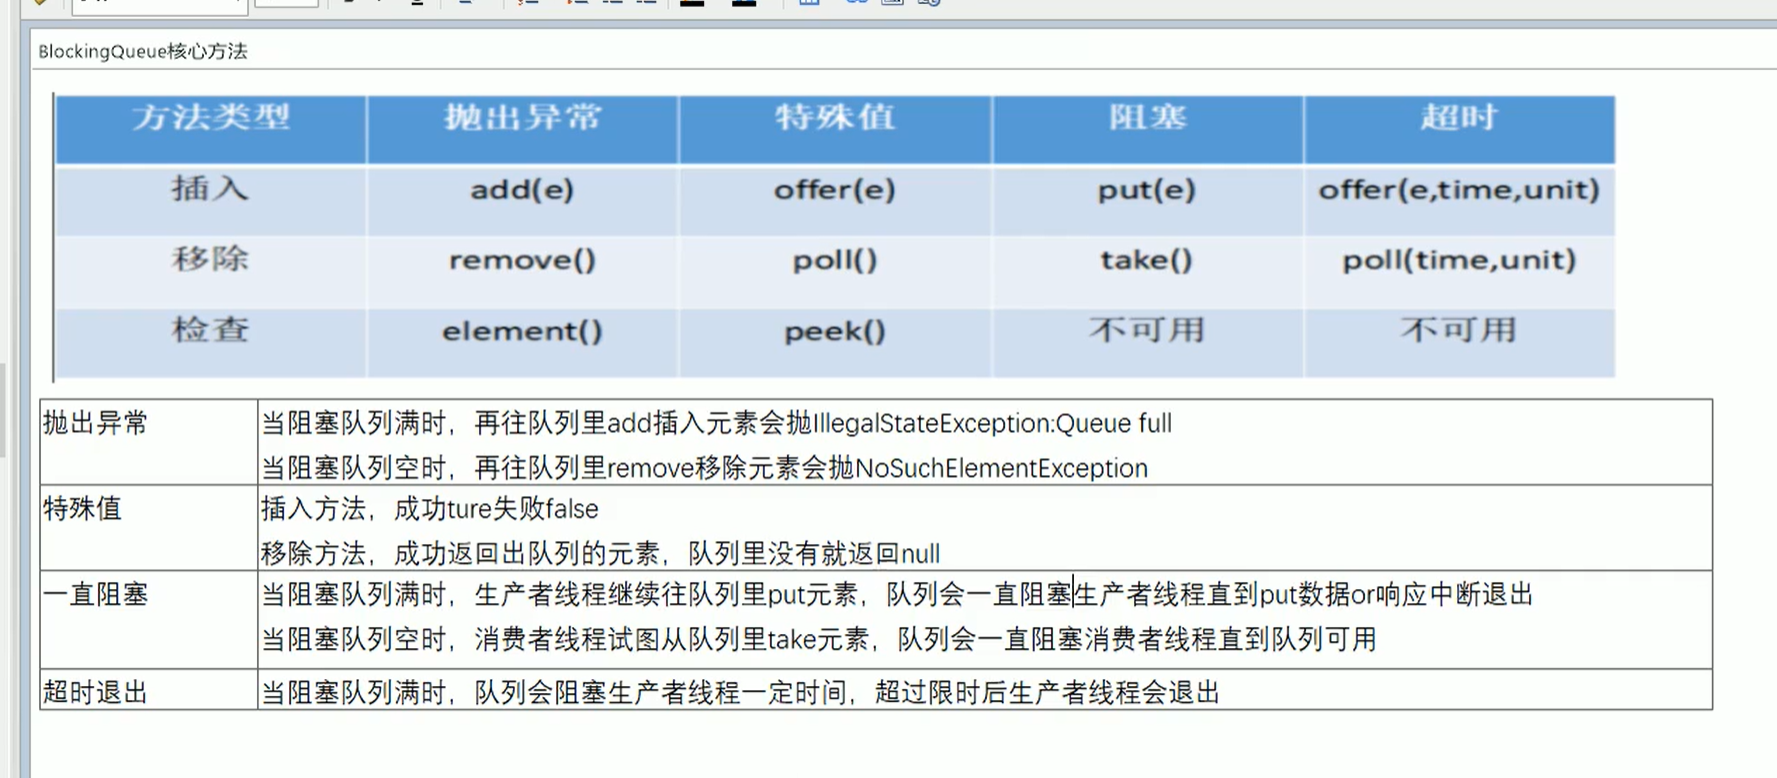 BlockingQueue核心方法
方法类型 抛出异常 特殊值 阻塞 超时
插入 add(e) offer(e) put(e) offer(e,time,unit)
移除 remove() poll() take() poll(time,unit)
检查 element() peek() 不可用 不可用
抛出异常 当阻塞队列满时，再往队列里add插入元素会抛IllegalStateException:Queue full
当阻塞队列空时，再往队列里remove移除元素会抛NoSuchElementException
特殊值 插入方法，成功ture失败false
移除方法，成功返回出队列的元素，队列里没有就返回null
一直阻塞 当阻塞队列满时，生产者线程继续往队列里put元素，队列会一直阻塞生产者线程直到put数据or响应中断退出
当阻塞队列空时，消费者线程试图从队列里take元素，队列会一直阻塞消费者线程直到队列可用
超时退出 当阻塞队列满时，队列会阻塞生产者线程一定时间，超过限时后生产者线程会退出